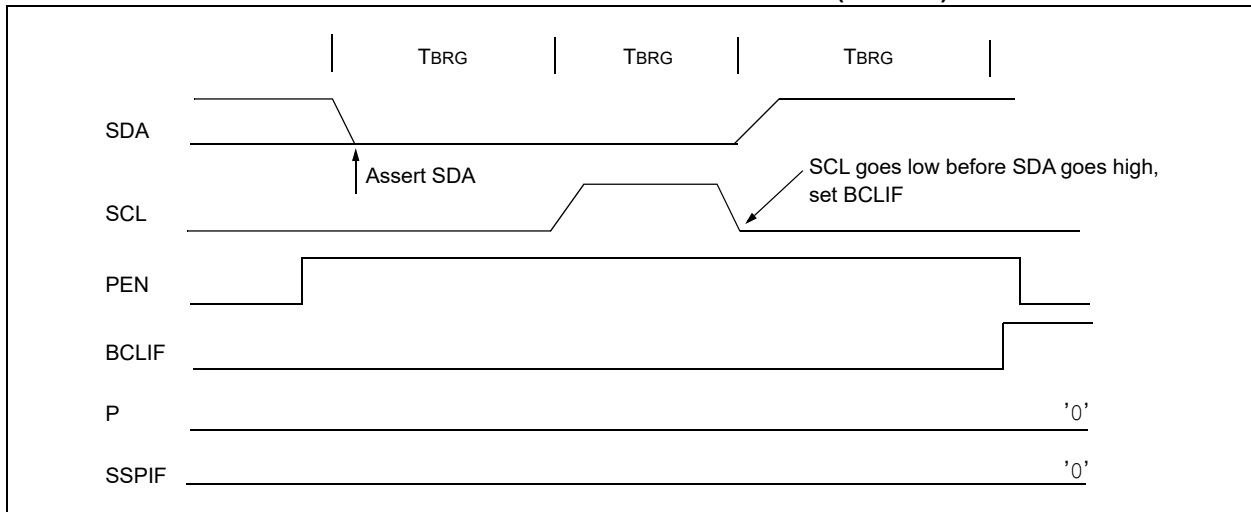 TBRG TBRG TBRG
SDA
Assert SDA
SCL goes low before SDA goes high,
set BCLIF
SCL
PEN
BCLIF
P '0'
SSPIF '0'